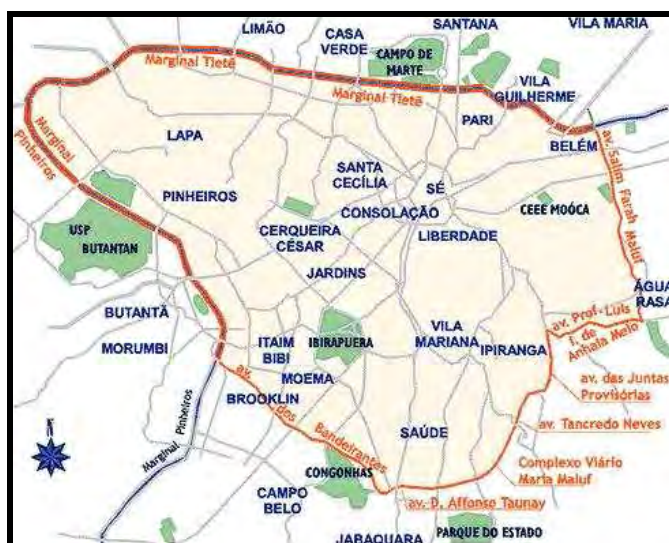 LIMÃO
CASA
VERDE
SANTANA
VILA MARIA
CAMPO DE
MARTE
Marginal Tietê
Marginal Tietê
VILA
GUILHERME
PARI
BELÉM
Marginal
Pinheiros
LAPA
SANTA
CECÍLIA
SÉ
av. Salim Farah Maluf
PINHEIROS
CONSOLAÇÃO
CEEE MOÓCA
USP
BUTANTAN
CERQUEIRA
CÉSAR
LIBERDADE
JARDINS
ÁGUA
RASA
BUTANTÃ
av. Prof. Luis
I. de
Anhaia Melo
MORUMBI
ITAIM
BIBI
IBIRAPUERA
VILA
MARIANA
IPIRANGA
MOEMA
av. das Juntas
Provisórias
BROOKLIN
av. dos Bandeirantes
Marginal Pinheiros
SAÚDE
av. Tancredo Neves
Complexo Viário
Maria Maluf
CONGONHAS
CAMPO
BELO
av. D. Affonso Taunay
JABAQUARA
PARQUE DO ESTADO